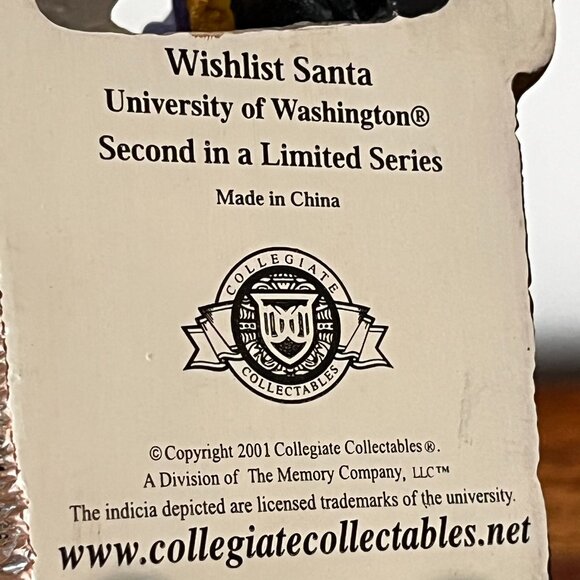 Wishlist Santa
University of Washington®
Second in a Limited Series
Made in China
COLLEGIATE
COLLECTABLES
© Copyright 2001 Collegiate Collectables®.
A Division of The Memory Company, LLC™
The indicia depicted are licensed trademarks of the university.
www.collegiatecollectables.net